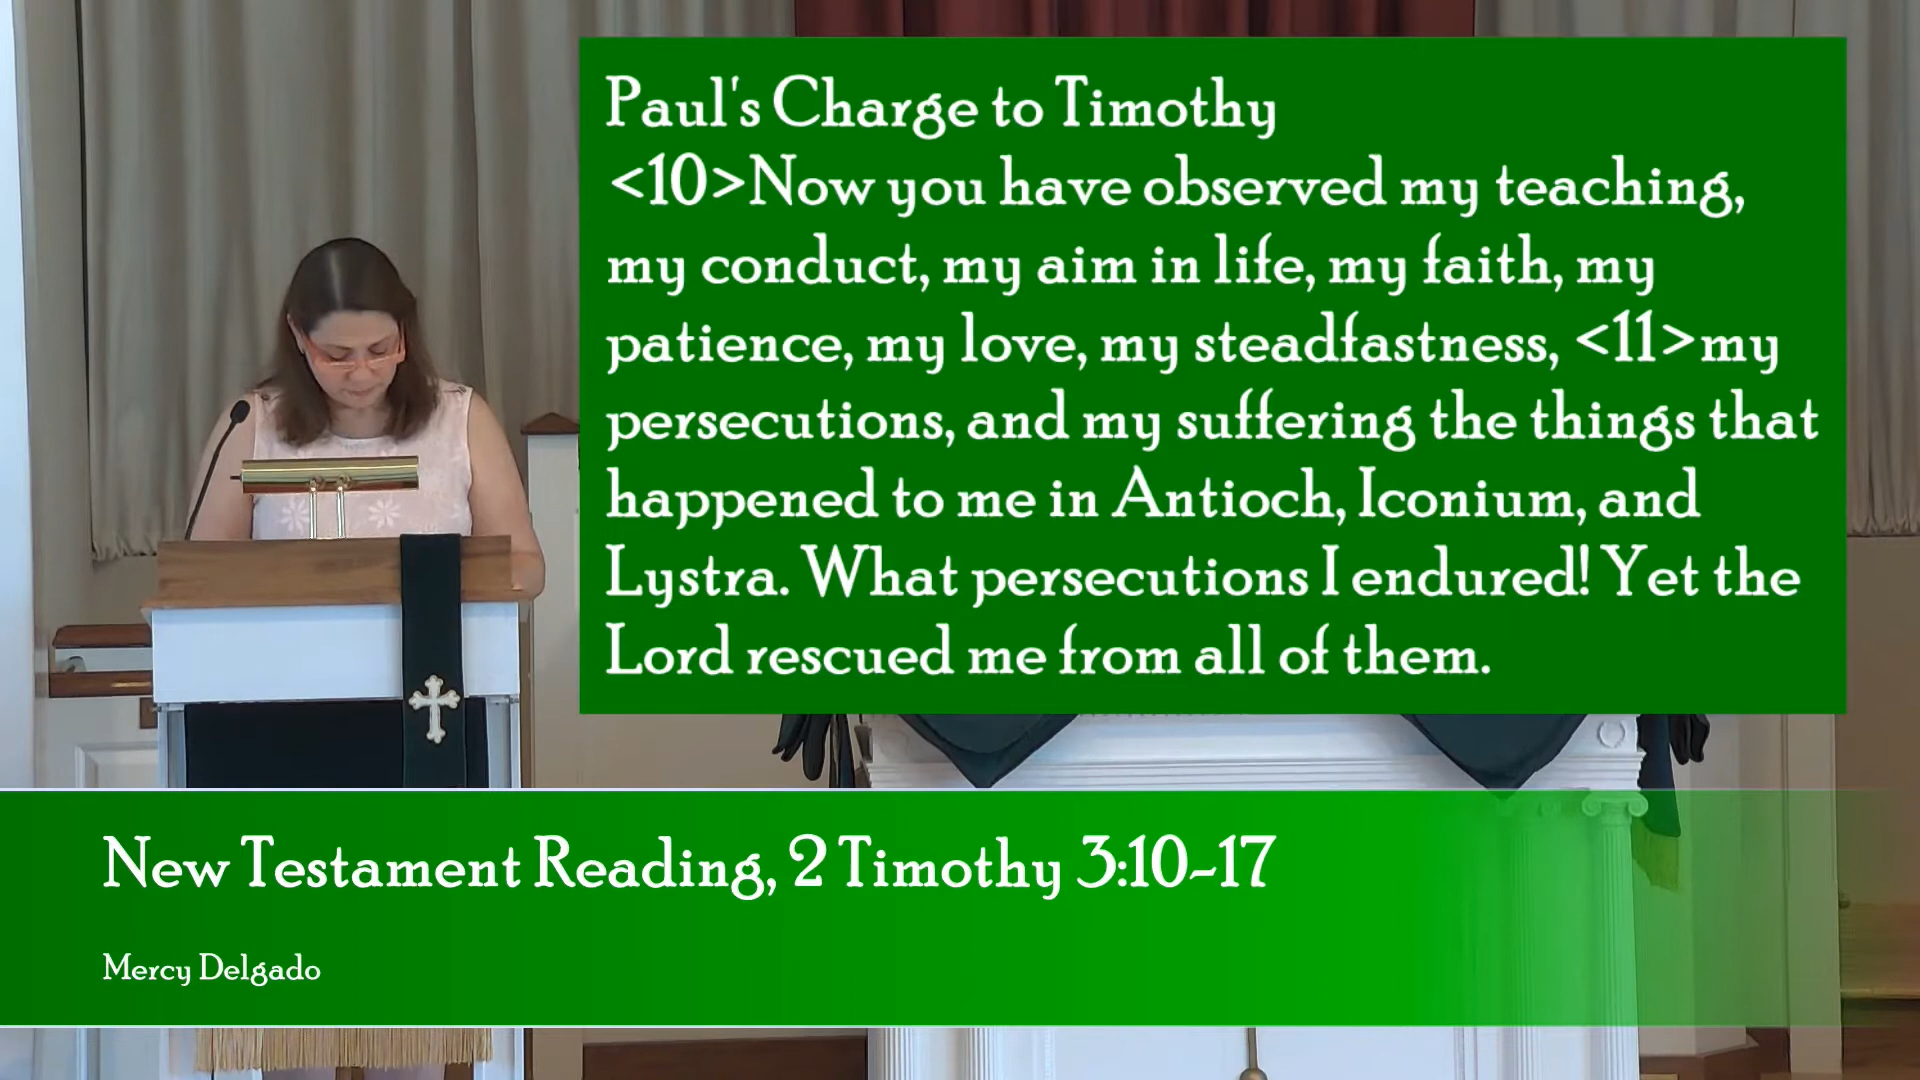 Paul's Charge to Timothy
<10>Now you have observed my teaching,
my conduct, my aim in life, my faith, my
patience, my love, my steadfastness, <11>my
persecutions, and my suffering the things that
happened to me in Antioch, Iconium, and
Lystra. What persecutions I endured! Yet the
Lord rescued me from all of them.
New Testament Reading, 2 Timothy 3:10-17
Mercy Delgado